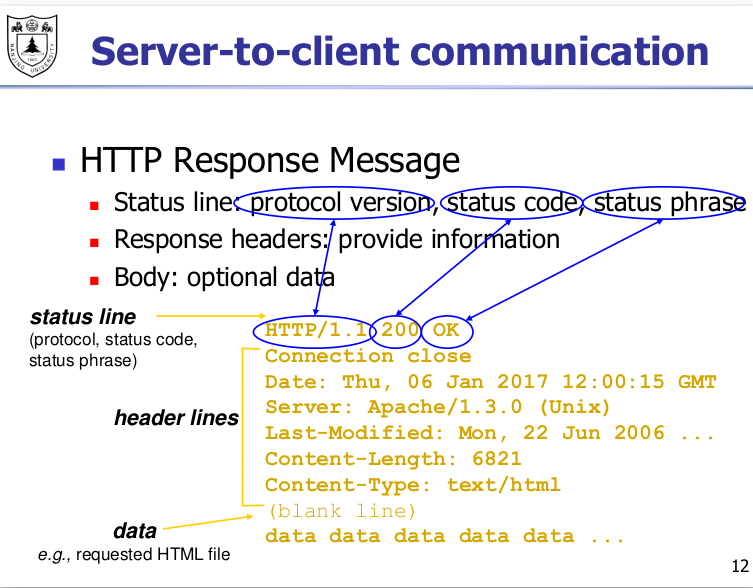 NANJING UNIVERSITY
1902
Server-to-client communication
HTTP Response Message
Status line: protocol version, status code, status phrase
Response headers: provide information
Body: optional data
status line
(protocol, status code,
status phrase)
HTTP/1.1 200 OK
Connection close
Date: Thu, 06 Jan 2017 12:00:15 GMT
header lines
Server: Apache/1.3.0 (Unix)
Last-Modified: Mon, 22 Jun 2006 ...
Content-Length: 6821
Content-Type: text/html
(blank line)
data
e.g., requested HTML file
data data data data data ...
12